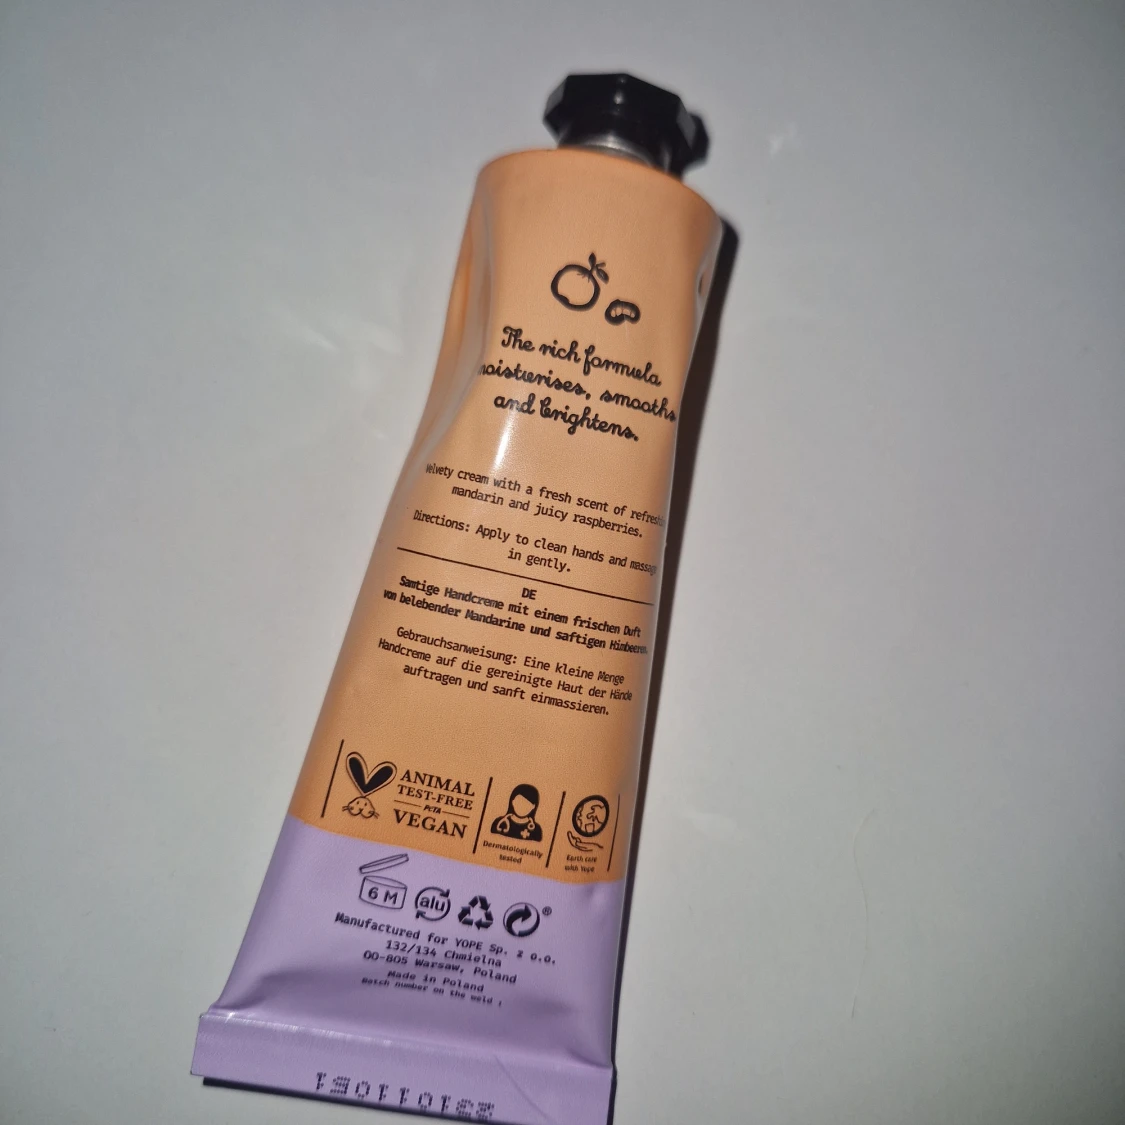 The rich formula
moisturises, smooths
and brightens.
Velvety cream with a fresh scent of
mandarin and juicy raspberries.
Directions: Apply to clean hands and massage
in gently.
DE
Samtige Handcreme mit einem frischen Duft
von belebender Mandarine und saftigen Himbeeren.
Gebrauchsanweisung: Eine kleine Menge
Handcreme auf die gereinigte Haut der Hände
auftragen und sanft einmassieren.
ANIMAL
TEST-FREE
PETA
VEGAN
Dermatologically
tested
Earth care
with Yope
6 M
alu
®
Manufactured for YOPE Sp. z o.o.
132/134 Chmielna
00-805 Warsaw, Poland
Made in Poland
Batch number on the weld :